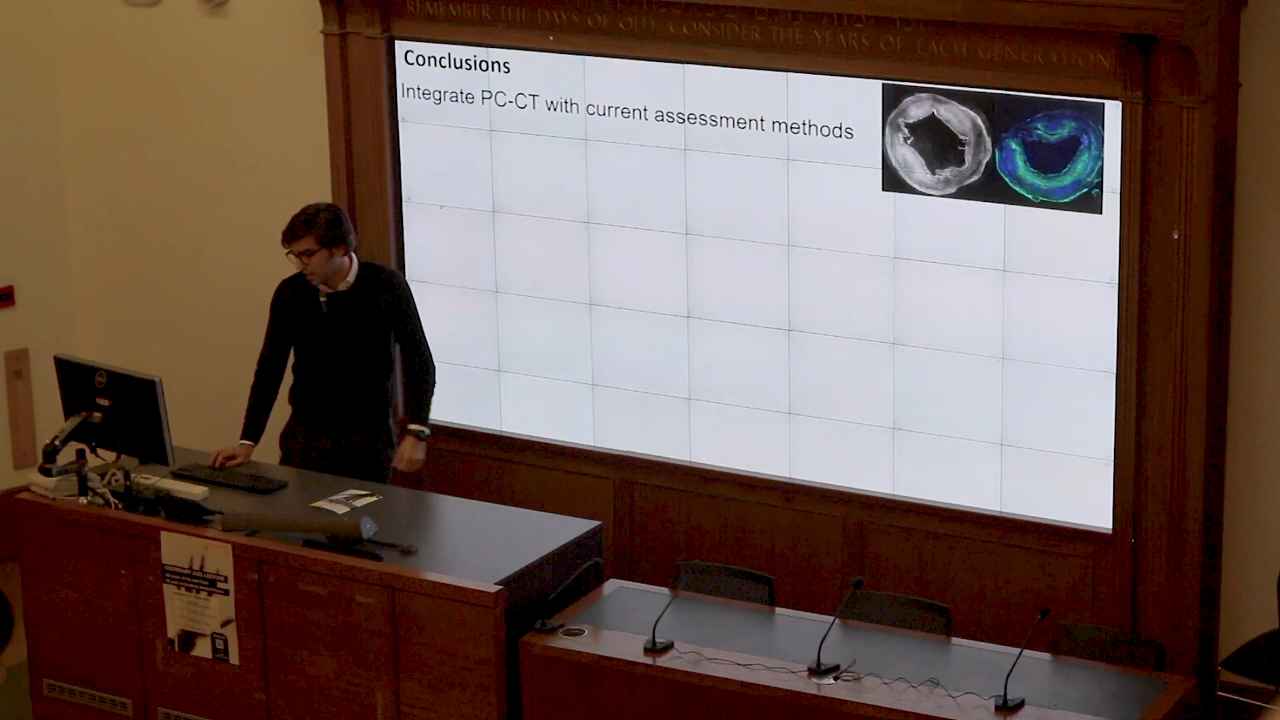 REMEMBER THE DAYS OF OLD, CONSIDER THE YEARS OF EACH GENERATION
Conclusions
Integrate PC-CT with current assessment methods
DELL